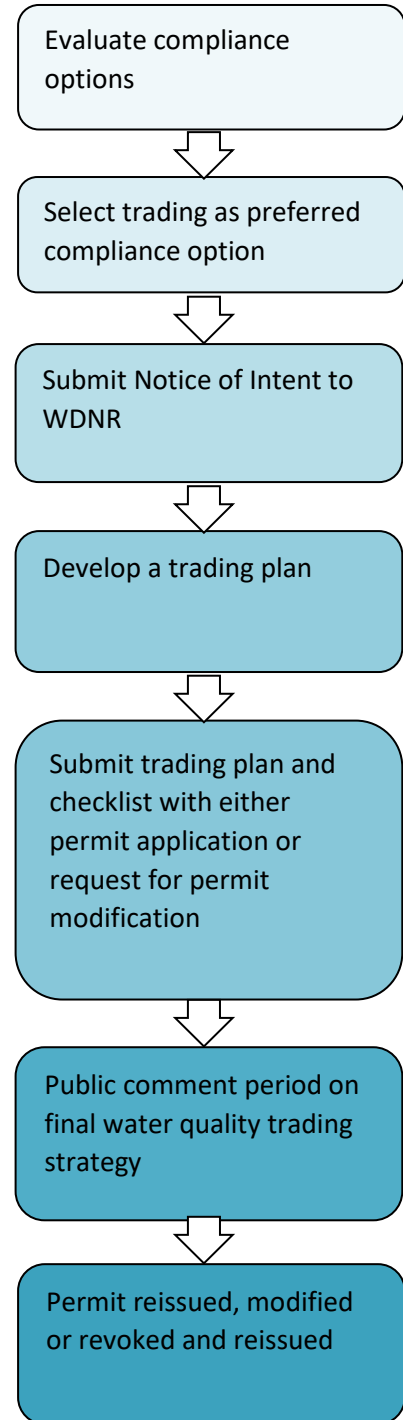 Evaluate compliance
options
Select trading as preferred
compliance option
Submit Notice of Intent to
WDNR
Develop a trading plan
Submit trading plan and
checklist with either
permit application or
request for permit
modification
Public comment period on
final water quality trading
strategy
Permit reissued, modified
or revoked and reissued